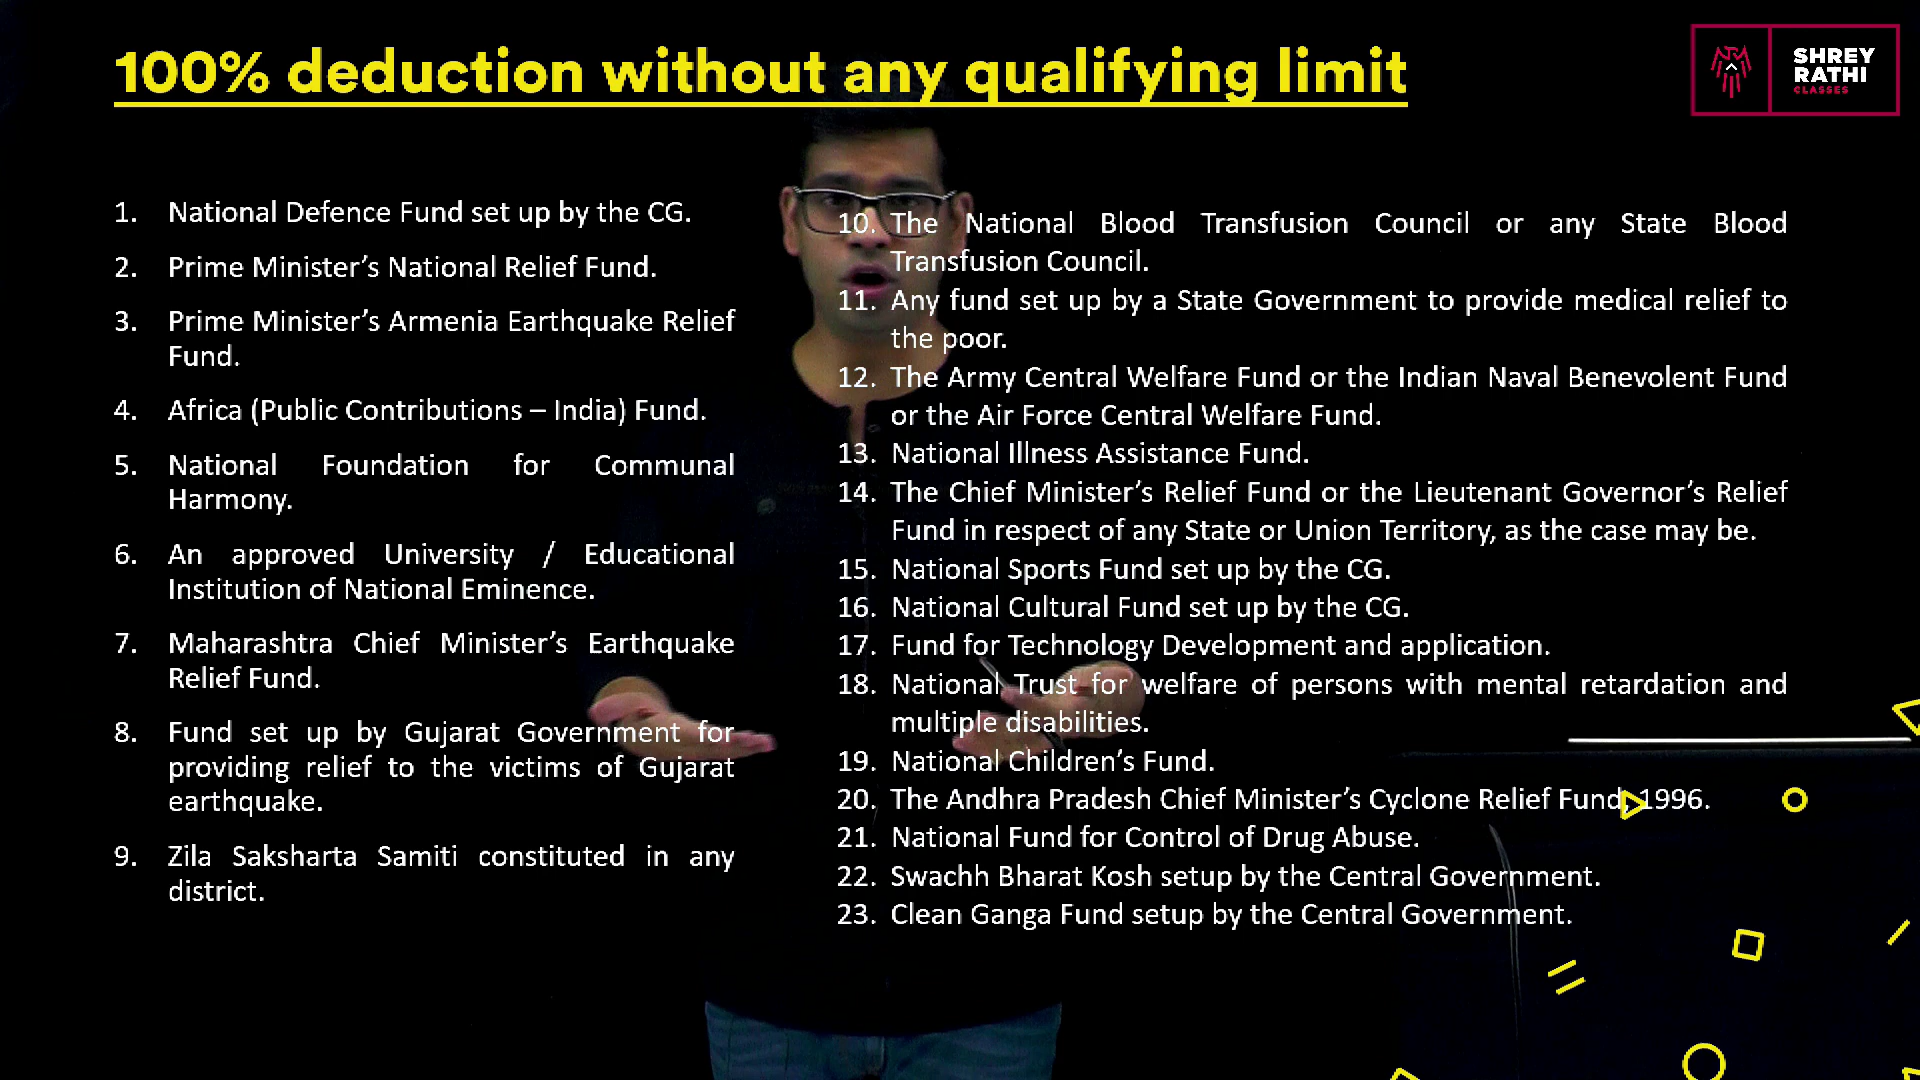 100% deduction without any qualifying limit
SHREY
RATHI
CLASSES
1. National Defence Fund set up by the CG.
2. Prime Minister’s National Relief Fund.
3. Prime Minister’s Armenia Earthquake Relief
Fund.
4. Africa (Public Contributions – India) Fund.
5. National Foundation for Communal
Harmony.
6. An approved University / Educational
Institution of National Eminence.
7. Maharashtra Chief Minister’s Earthquake
Relief Fund.
8. Fund set up by Gujarat Government for
providing relief to the victims of Gujarat
earthquake.
9. Zila Saksharta Samiti constituted in any
district.
10. The National Blood Transfusion Council or any State Blood
Transfusion Council.
11. Any fund set up by a State Government to provide medical relief to
the poor.
12. The Army Central Welfare Fund or the Indian Naval Benevolent Fund
or the Air Force Central Welfare Fund.
13. National Illness Assistance Fund.
14. The Chief Minister’s Relief Fund or the Lieutenant Governor’s Relief
Fund in respect of any State or Union Territory, as the case may be.
15. National Sports Fund set up by the CG.
16. National Cultural Fund set up by the CG.
17. Fund for Technology Development and application.
18. National Trust for welfare of persons with mental retardation and
multiple disabilities.
19. National Children’s Fund.
20. The Andhra Pradesh Chief Minister’s Cyclone Relief Fund, 1996.
21. National Fund for Control of Drug Abuse.
22. Swachh Bharat Kosh setup by the Central Government.
23. Clean Ganga Fund setup by the Central Government.